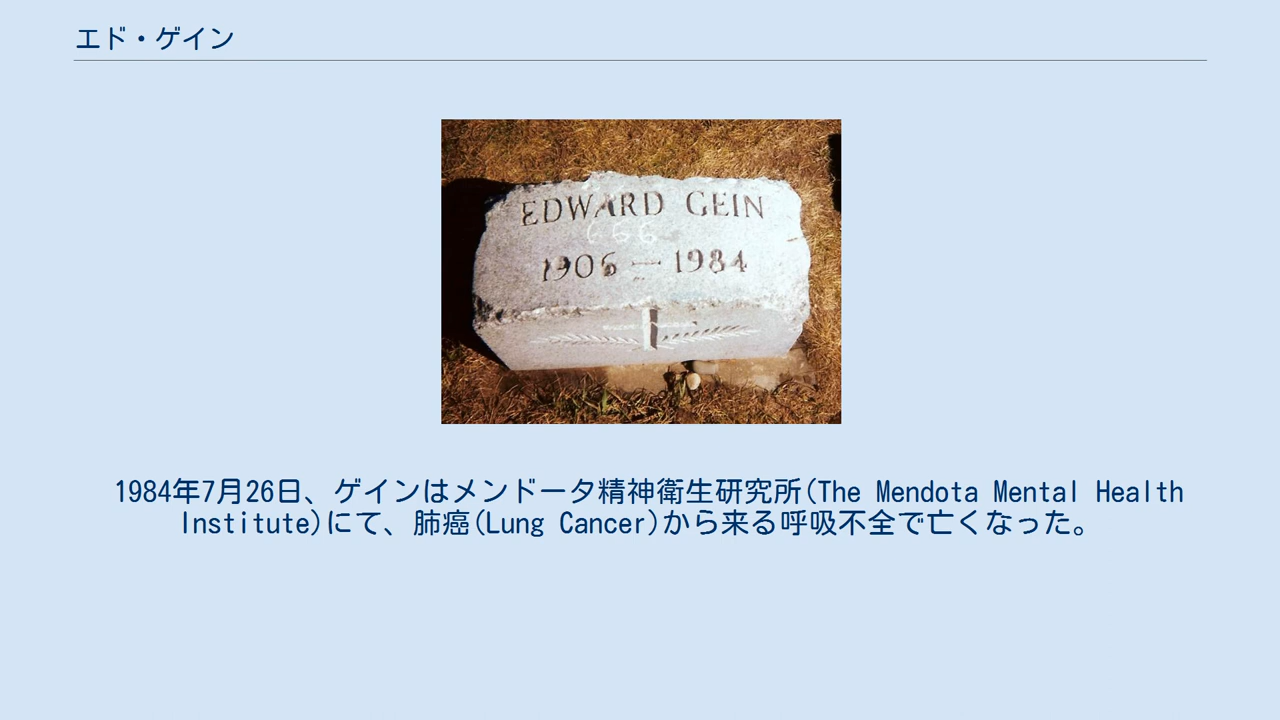 エド・ゲイン
EDWARD GEIN
666
1906 — 1984
1984年7月26日、ゲインはメンドータ精神衛生研究所(The Mendota Mental Health
Institute)にて、肺癌(Lung Cancer)から来る呼吸不全で亡くなった。